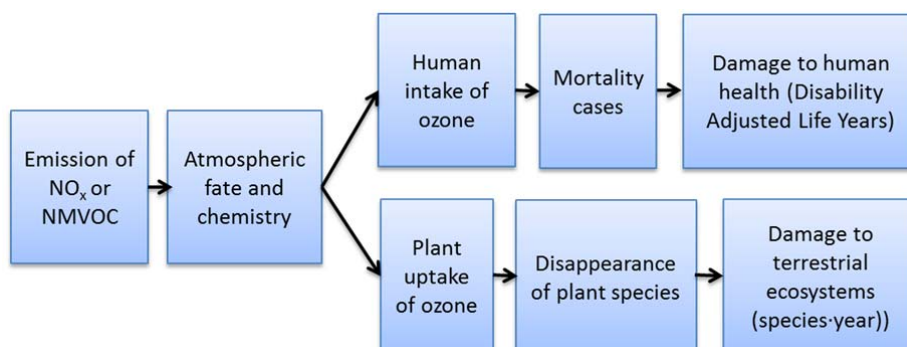 Emission of
NOx or
NMVOC
Atmospheric
fate and
chemistry
Human
intake of
ozone
Mortality
cases
Damage to human
health (Disability
Adjusted Life Years)
Plant
uptake
of ozone
Disappearance
of plant species
Damage to
terrestrial
ecosystems
(species·year))